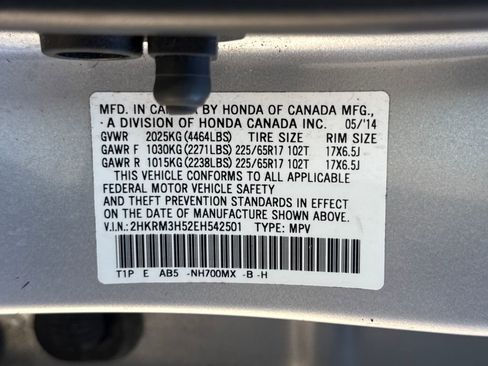 MFD. IN BY HONDA OF CANADA MFG.,
A DIVISION OF HONDA CANADA INC. 05/'14
GVWR 2025KG (4464LBS) TIRE SIZE RIM SIZE
GAWR F 1030KG (2271LBS) 225/65R17 102T 17X6.5J
GAWR R 1015KG (2238LBS) 225/65R17 102T 17X6.5J
THIS VEHICLE CONFORMS TO ALL APPLICABLE
FEDERAL MOTOR VEHICLE SAFETY
AND THEFT PREVENTION STANDARDS IN EFFECT
ON THE DATE OF MANUFACTURE SHOWN ABOVE.
V.I.N.: 2HKRM3H52EH542501 TYPE: MPV
T1P E AB5 -NH700MX -B -H